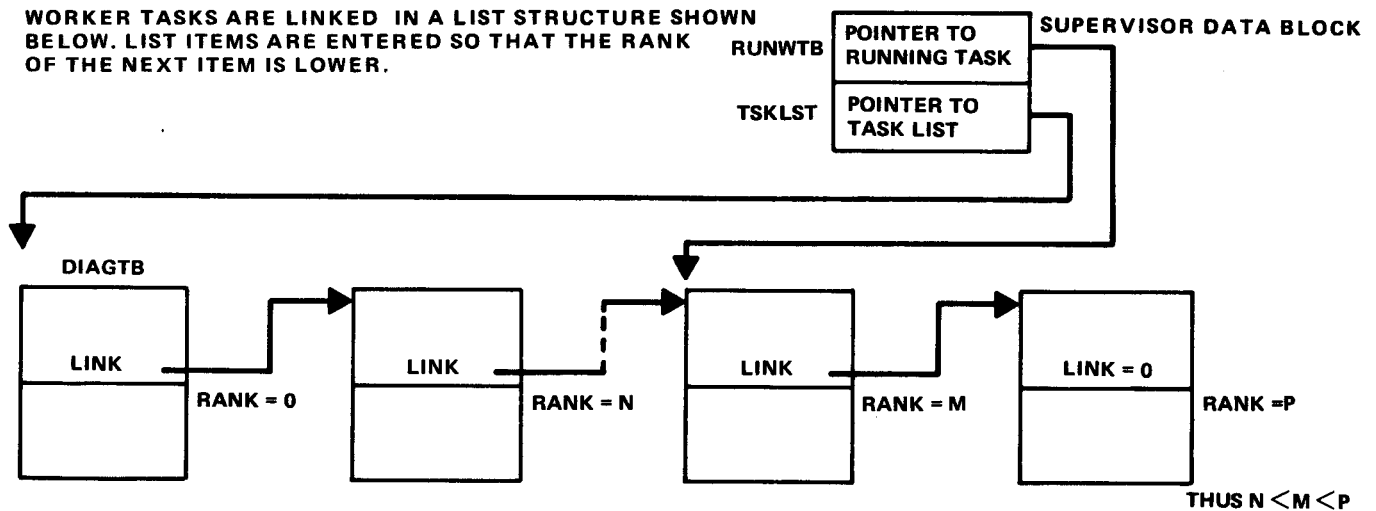 WORKER TASKS ARE LINKED IN A LIST STRUCTURE SHOWN
BELOW. LIST ITEMS ARE ENTERED SO THAT THE RANK
OF THE NEXT ITEM IS LOWER.
SUPERVISOR DATA BLOCK
RUNWTB
POINTER TO
RUNNING TASK
TSKLST
POINTER TO
TASK LIST
DIAGTB
LINK
RANK = 0
LINK
RANK = N
LINK
RANK = M
LINK = 0
RANK =P
THUS N <M <P